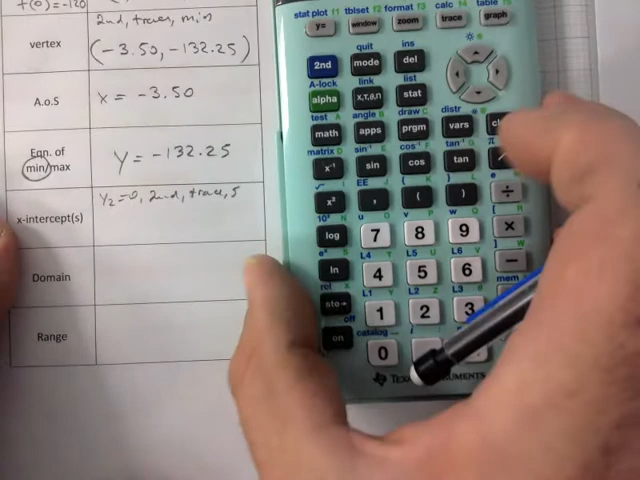 f(0) = -120
vertex
2nd, trace, min
(-3.50, -132.25)
A.o.S
x = -3.50
Eqn. of
min/max
y = -132.25
x-intercept(s)
Y2=0, 2nd, trace, 5
Domain
Range
stat plot f1 tblset f2 format f3 calc f4 table f5
y= window zoom trace graph
quit ins
2nd mode del
A-lock link list
alpha X,T,θ,n stat
test A angle B draw C distr
math apps prgm vars
matrix D sin⁻¹ E cos⁻¹ F tan⁻¹ G π
x⁻¹ sin cos tan
√ I EE J { K } L e
x² , ( ) ÷
10ˣ N u O v P w Q [ R
log 7 8 9 ×
eˣ S L4 T L5 U L6 V ] W
ln 4 5 6 −
rcl X L1 Y L2 Z L3 mem
sto→ 1 2 3
off catalog
on 0